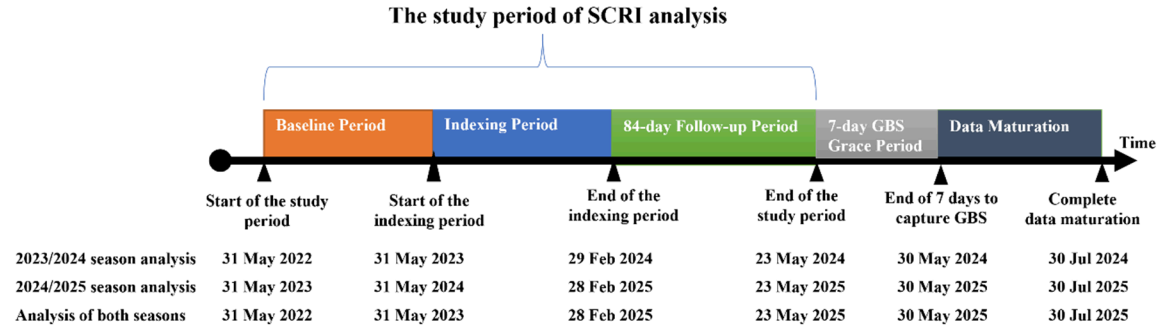 The study period of SCRI analysis
Baseline Period
Indexing Period
84-day Follow-up Period
7-day GBS
Grace Period
Data Maturation
Time
Start of the study
period
Start of the
indexing period
End of the
indexing period
End of the
study period
End of 7 days to
capture GBS
Complete
data maturation
2023/2024 season analysis 31 May 2022 31 May 2023 29 Feb 2024 23 May 2024 30 May 2024 30 Jul 2024
2024/2025 season analysis 31 May 2023 31 May 2024 28 Feb 2025 23 May 2025 30 May 2025 30 Jul 2025
Analysis of both seasons 31 May 2022 31 May 2023 28 Feb 2025 23 May 2025 30 May 2025 30 Jul 2025